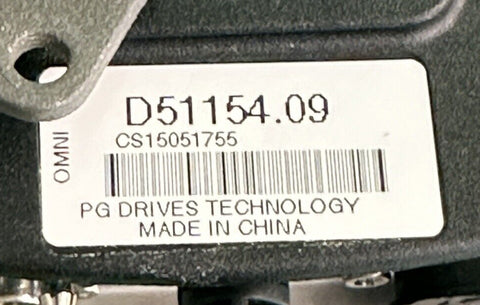 D51154.09
CS15051755
OMNI
PG DRIVES TECHNOLOGY
MADE IN CHINA